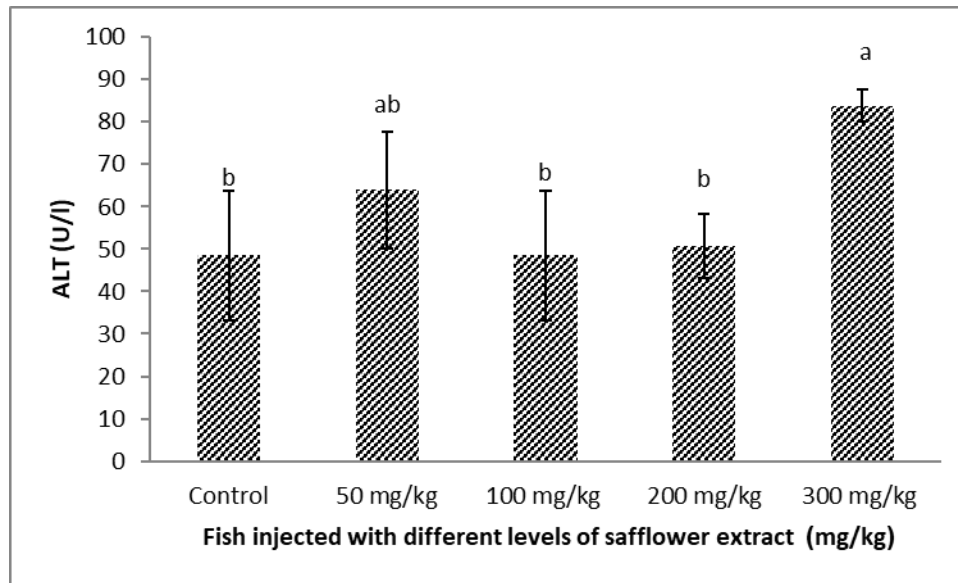 100
90
80
70
60
50
40
30
20
10
0
ALT (U/l)
b
ab
b
b
a
Control 50 mg/kg 100 mg/kg 200 mg/kg 300 mg/kg
Fish injected with different levels of safflower extract (mg/kg)